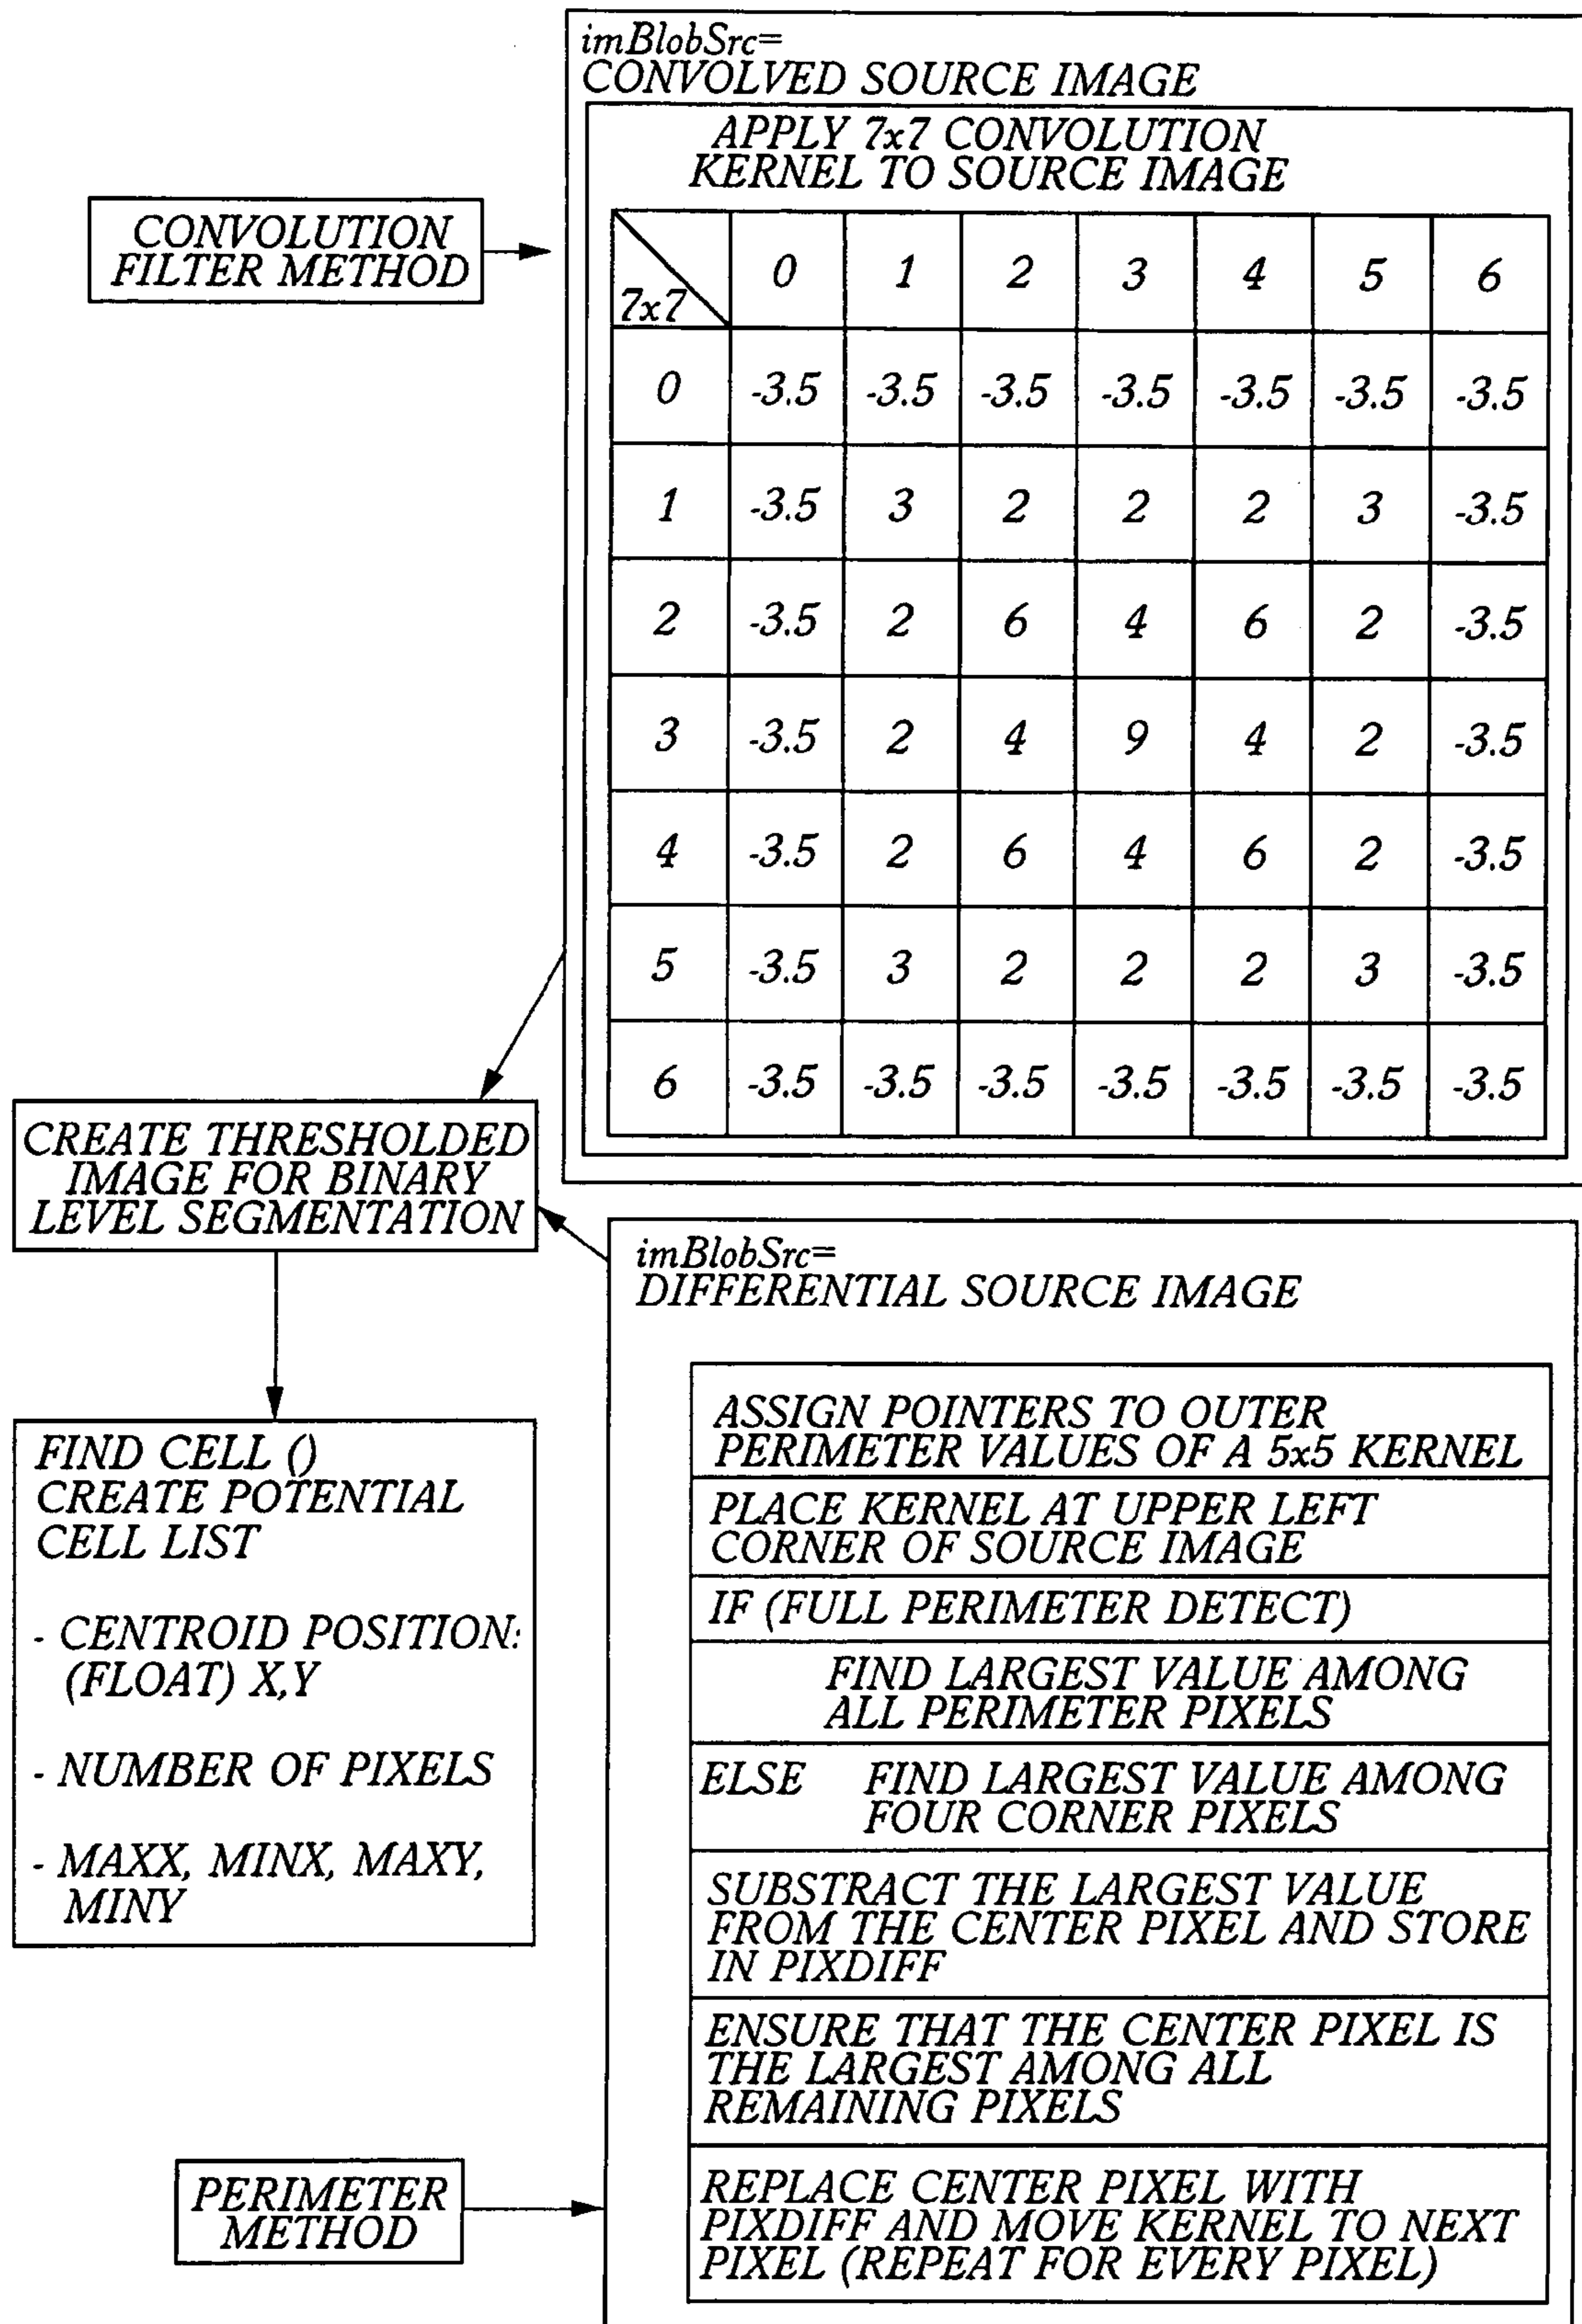 imBlobSrc=
CONVOLVED SOURCE IMAGE
APPLY 7x7 CONVOLUTION
KERNEL TO SOURCE IMAGE
CONVOLUTION
FILTER METHOD
7x7 0 1 2 3 4 5 6
0 -3.5 -3.5 -3.5 -3.5 -3.5 -3.5 -3.5
1 -3.5 3 2 2 2 3 -3.5
2 -3.5 2 6 4 6 2 -3.5
3 -3.5 2 4 9 4 2 -3.5
4 -3.5 2 6 4 6 2 -3.5
5 -3.5 3 2 2 2 3 -3.5
6 -3.5 -3.5 -3.5 -3.5 -3.5 -3.5 -3.5
CREATE THRESHOLDED
IMAGE FOR BINARY
LEVEL SEGMENTATION
FIND CELL ()
CREATE POTENTIAL
CELL LIST
- CENTROID POSITION:
(FLOAT) X,Y
- NUMBER OF PIXELS
- MAXX, MINX, MAXY,
MINY
imBlobSrc=
DIFFERENTIAL SOURCE IMAGE
ASSIGN POINTERS TO OUTER
PERIMETER VALUES OF A 5x5 KERNEL
PLACE KERNEL AT UPPER LEFT
CORNER OF SOURCE IMAGE
IF (FULL PERIMETER DETECT)
FIND LARGEST VALUE AMONG
ALL PERIMETER PIXELS
ELSE FIND LARGEST VALUE AMONG
FOUR CORNER PIXELS
SUBSTRACT THE LARGEST VALUE
FROM THE CENTER PIXEL AND STORE
IN PIXDIFF
ENSURE THAT THE CENTER PIXEL IS
THE LARGEST AMONG ALL
REMAINING PIXELS
REPLACE CENTER PIXEL WITH
PIXDIFF AND MOVE KERNEL TO NEXT
PIXEL (REPEAT FOR EVERY PIXEL)
PERIMETER
METHOD